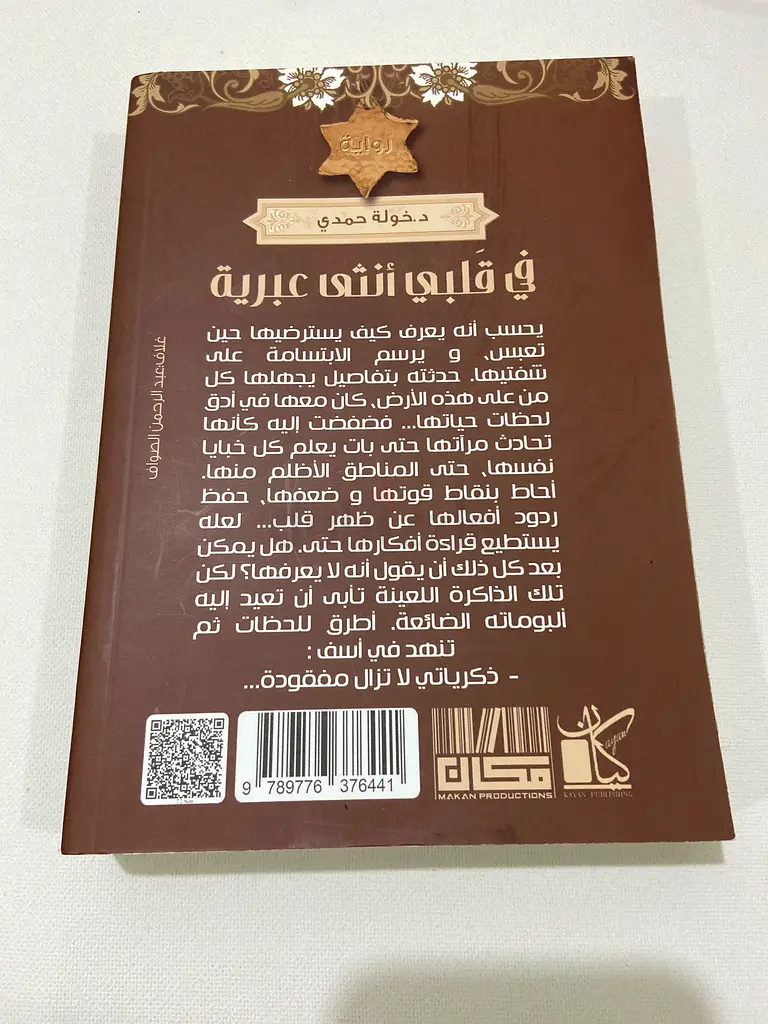 رواية
د.خولة حمدي
في قَلبي أنثى عبرية
يحسب أنه يعرف كيف يسترضيها حين
تعبس، و يرسم الابتسامة على
شفتيها. حدثته بتفاصيل يجهلها كل
من على هذه الأرض، كان معها في أدق
لحظات حياتها... ففضفضت إليه كأنها
تحادث مرآتها حتى بات يعلم كل خبايا
نفسها، حتى المناطق الأظلم منها.
أحاط بنقاط قوتها و ضعفها، حفظ
ردود أفعالها عن ظهر قلب... لعله
يستطيع قراءة أفكارها حتى. هل يمكن
بعد كل ذلك أن يقول أنه لا يعرفها؟ لكن
تلك الذاكرة اللعينة تأبى أن تعيد إليه
ألبوماته الضائعة. أطرق للحظات ثم
تنهد في أسف :
- ذكرياتي لا تزال مفقودة...
غلاف:عبد الرحمن الصواف
9 789776 376441
مكان
MAKAN PRODUCTIONS
كيان
KAYAN PUBLISHING